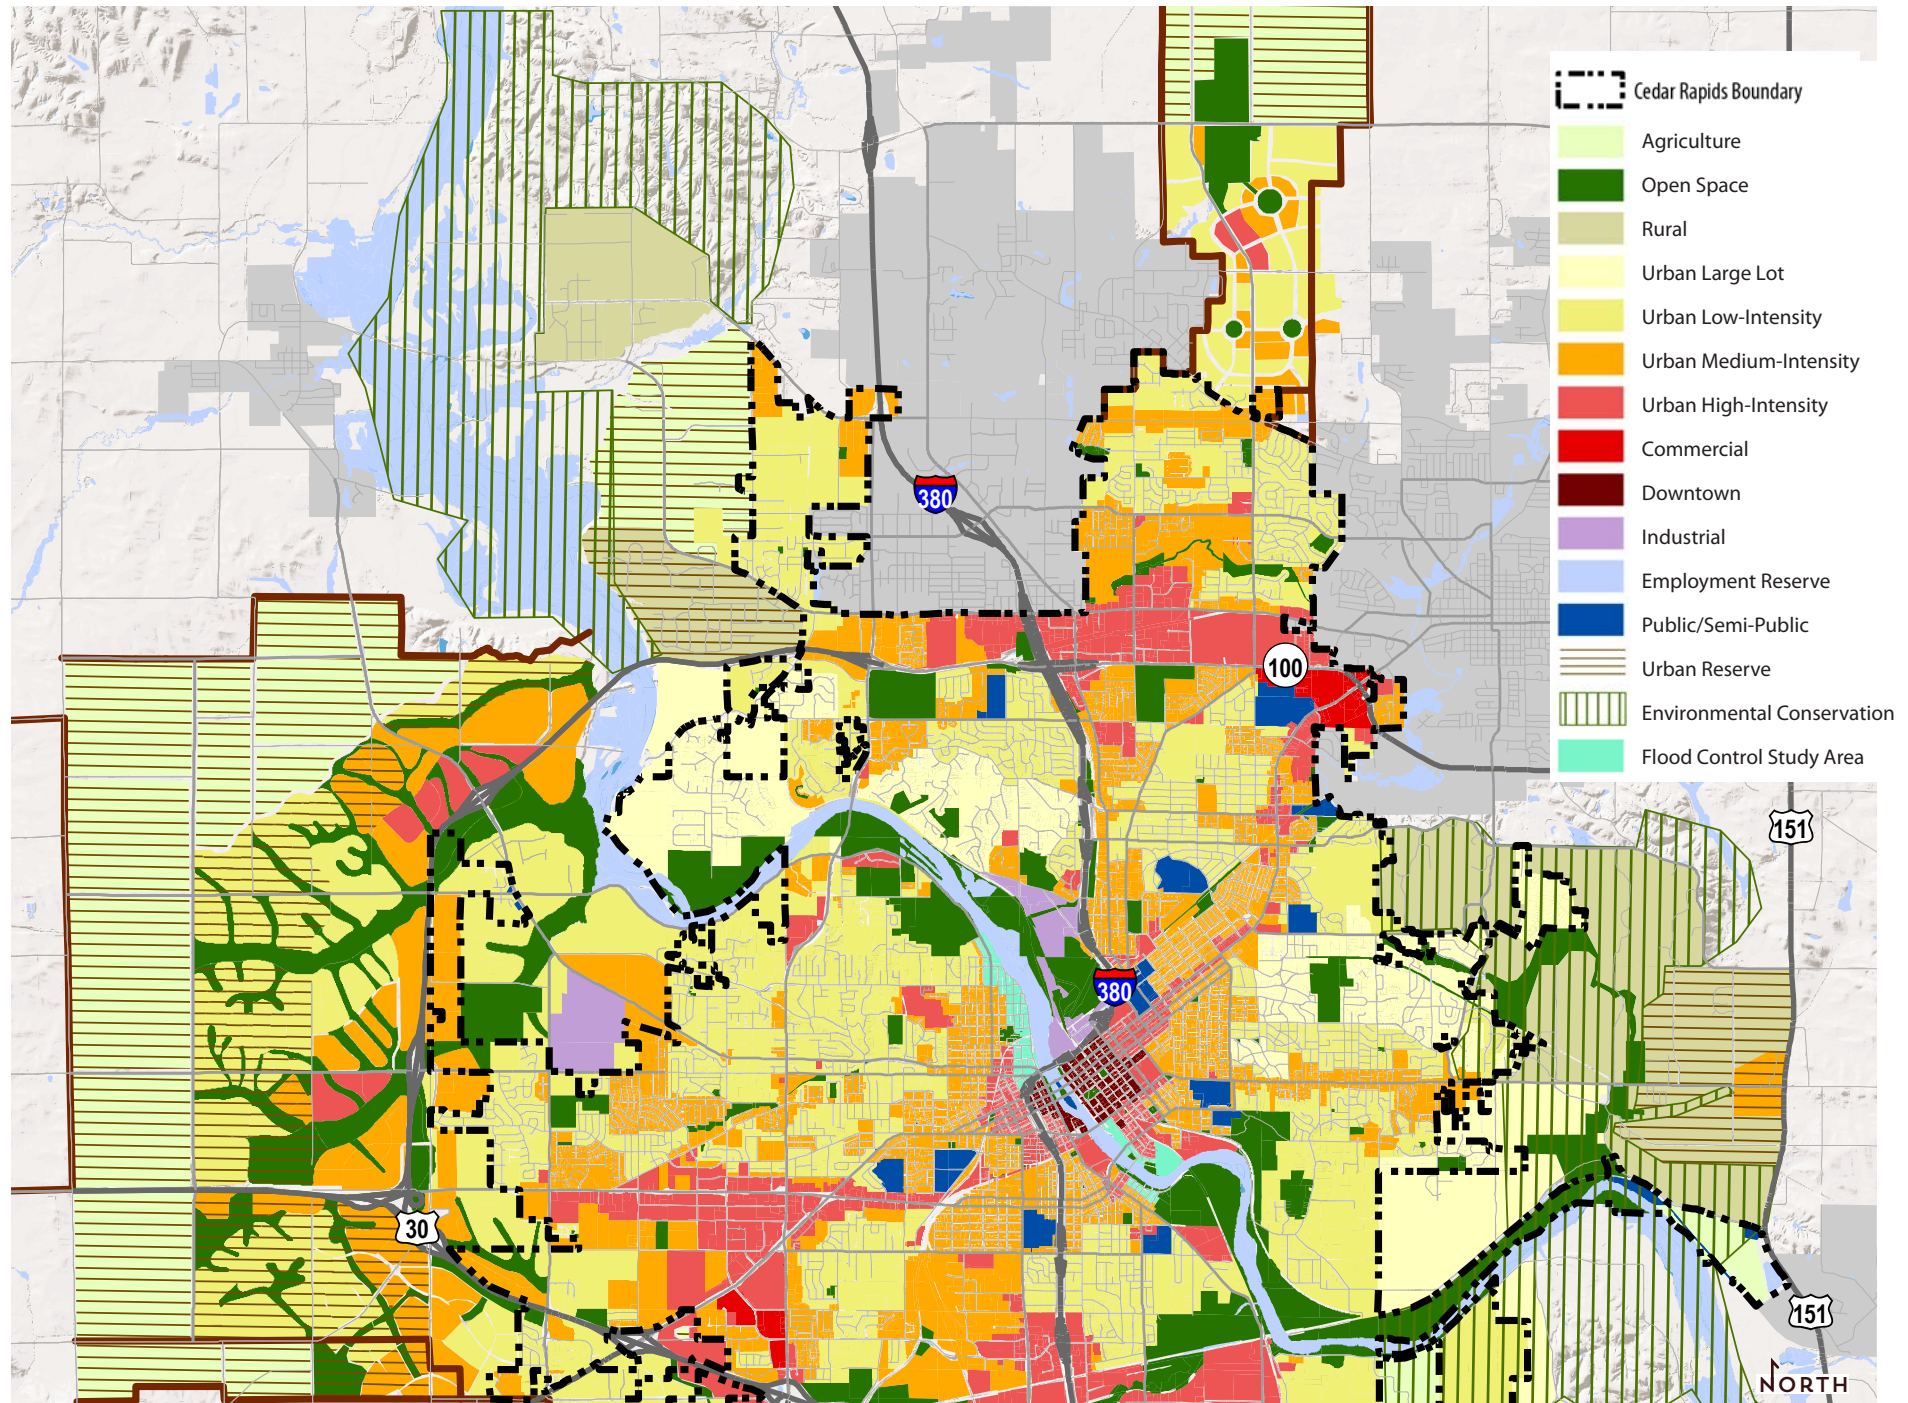 Cedar Rapids Boundary
Agriculture
Open Space
Rural
Urban Large Lot
Urban Low-Intensity
Urban Medium-Intensity
Urban High-Intensity
Commercial
Downtown
Industrial
Employment Reserve
Public/Semi-Public
Urban Reserve
Environmental Conservation
Flood Control Study Area
380
100
151
380
30
151
NORTH